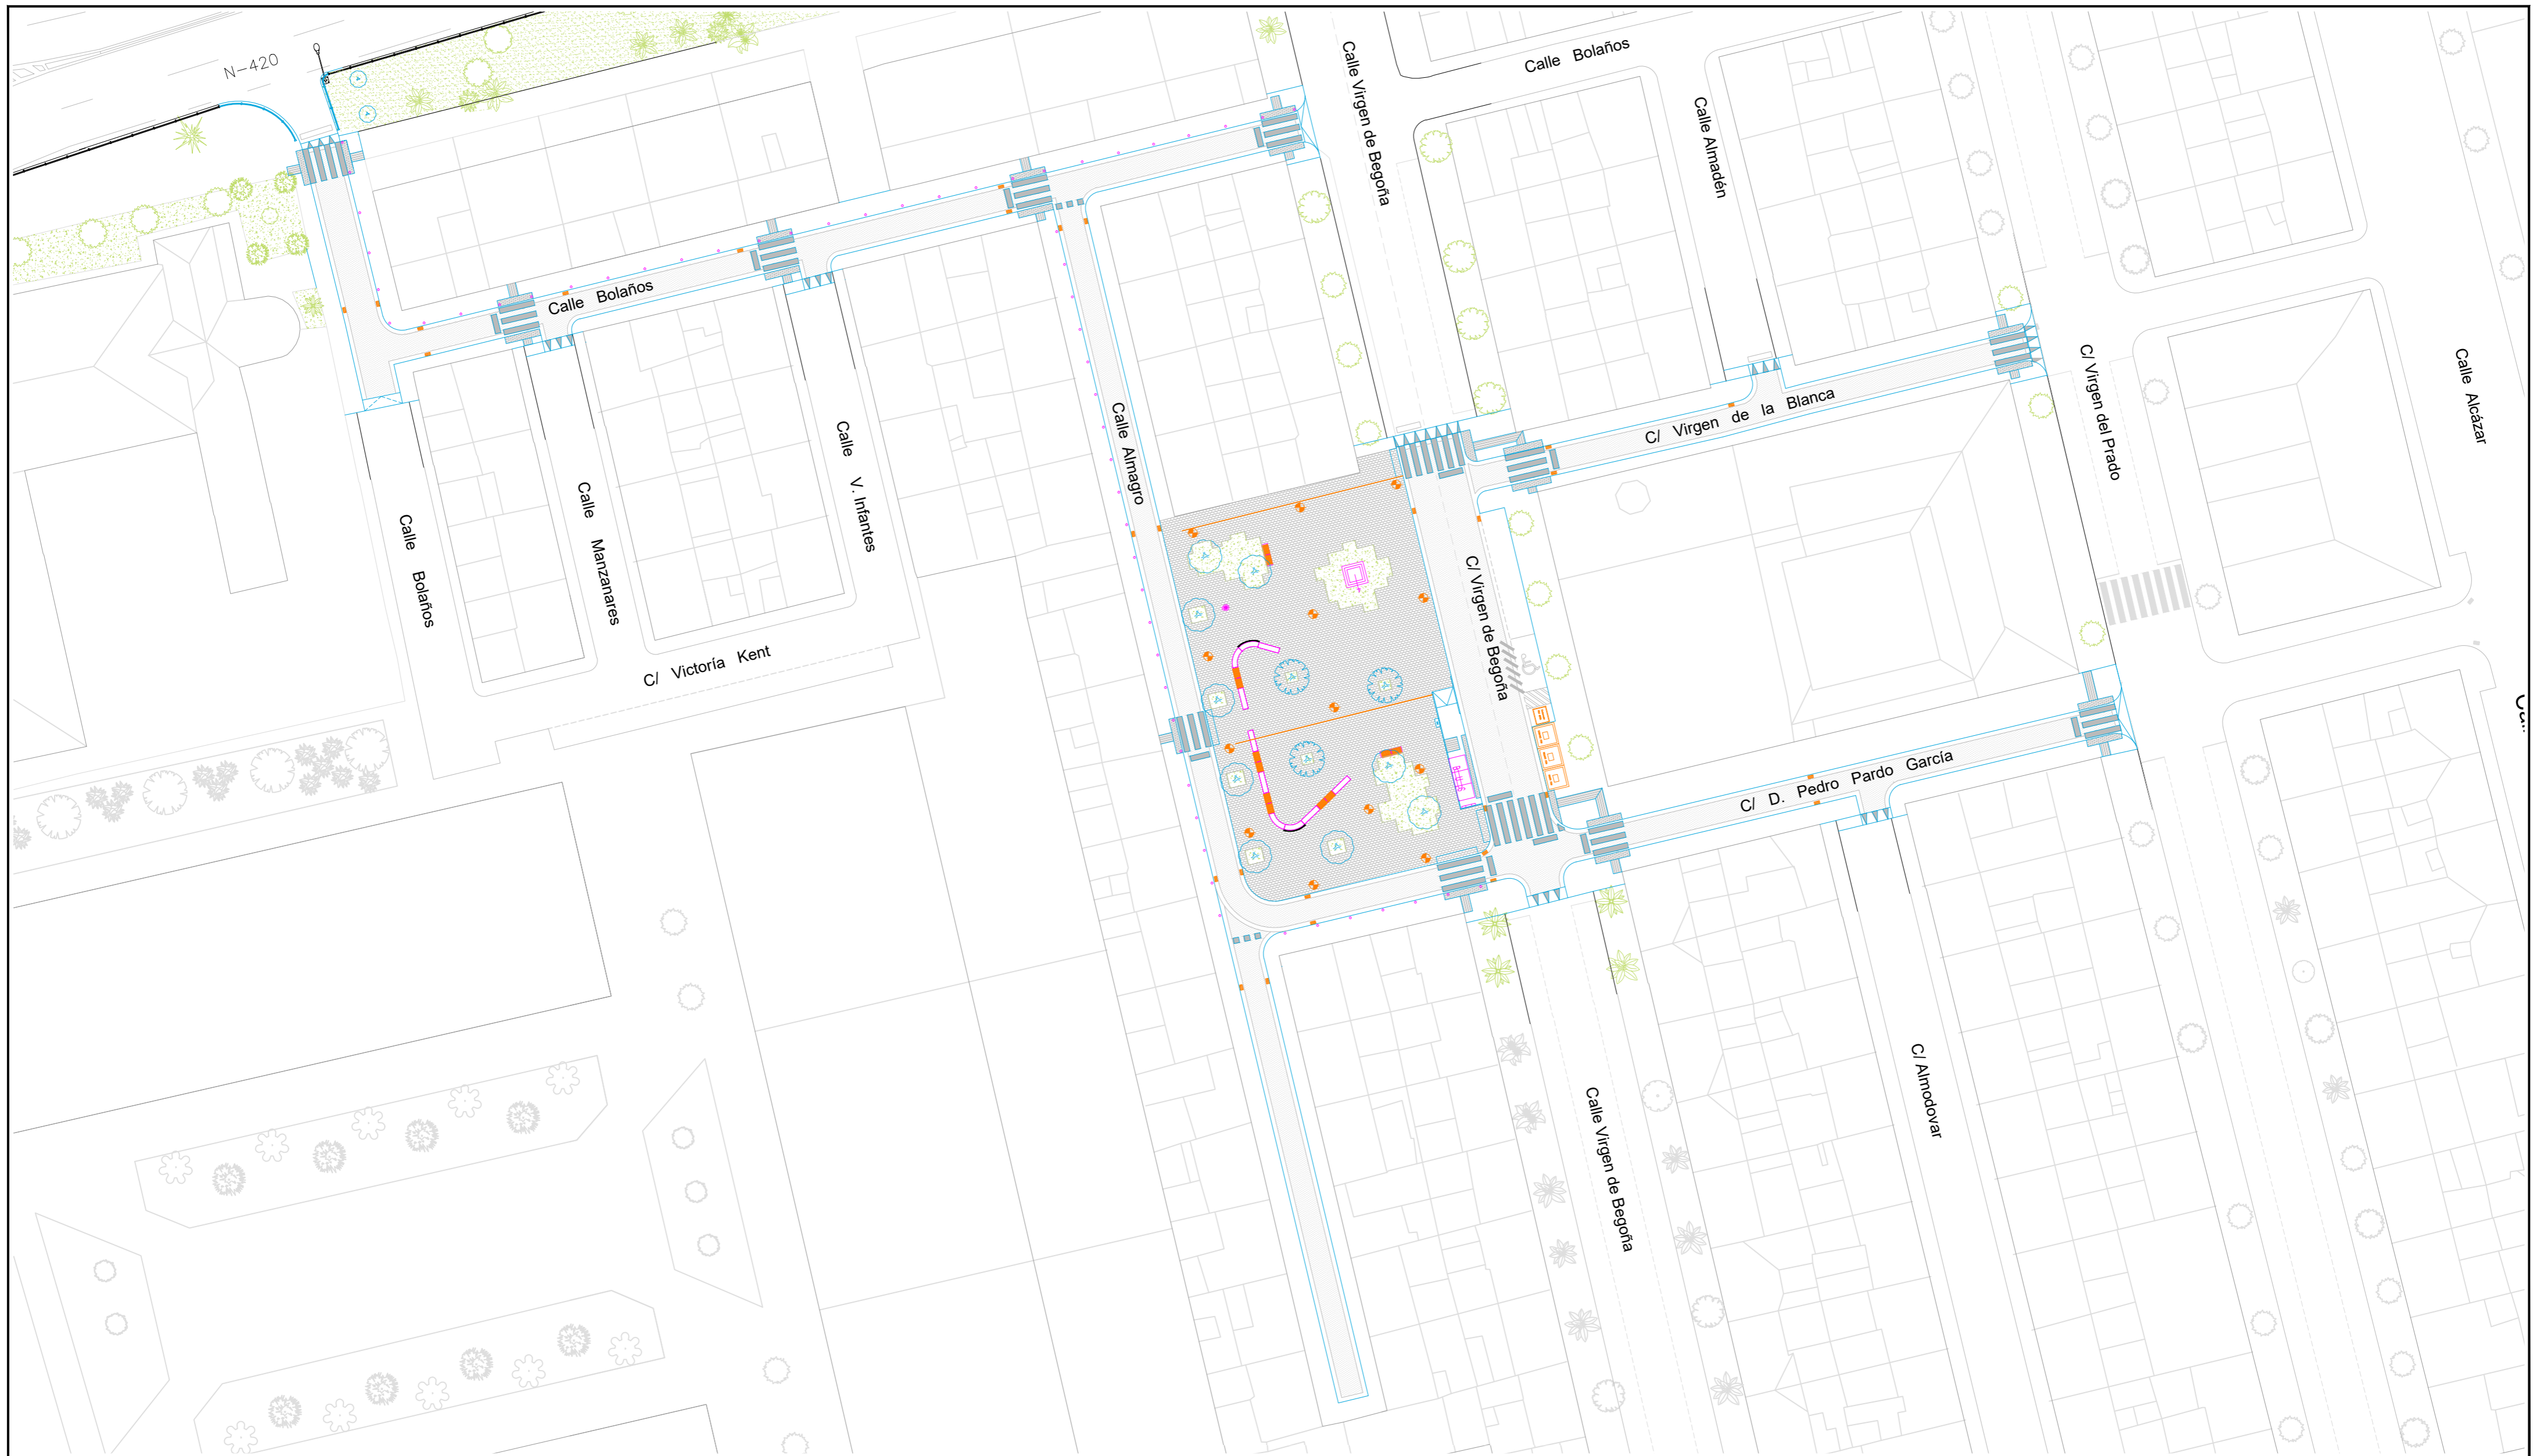 N-420
Calle Virgen de Begoña
Calle Bolaños
Calle Almadén
Calle Bolaños
C/ Virgen del Prado
Calle Alcázar
C/ Virgen de la Blanca
Calle Almagro
Calle V. Infantes
Calle Manzanares
Calle Bolaños
C/ Virgen de Begoña
C/ Victoría Kent
C/ D. Pedro Pardo García
C/ Almodovar
Calle Virgen de Begoña